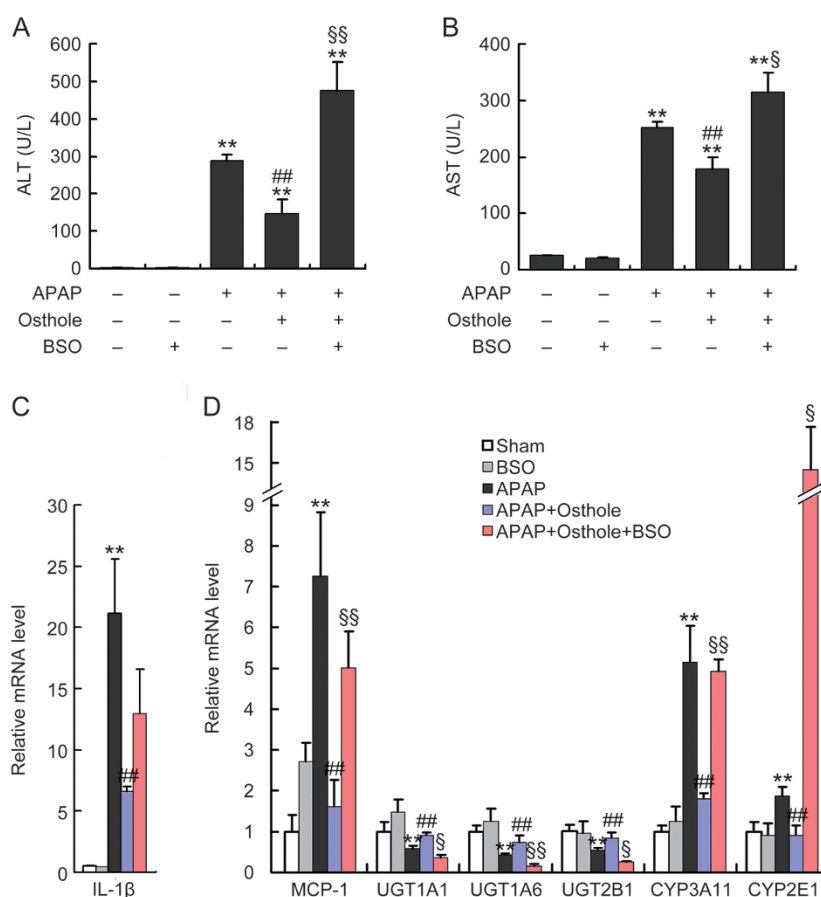 A
ALT (U/L)
600
500
400
300
200
100
0
**
##
**
§§
**
APAP – – + + +
Osthole – – – + +
BSO – + – – +
B
AST (U/L)
400
300
200
100
0
**
##
**
**§
APAP – – + + +
Osthole – – – + +
BSO – + – – +
C
Relative mRNA level
30
25
20
15
10
5
0
**
##
IL-1β
D
Relative mRNA level
18
15
9
8
7
6
5
4
3
2
1
0
Sham
BSO
APAP
APAP+Osthole
APAP+Osthole+BSO
** ## §§
** ## §
** ## §§
** ## §
** ## §§
** ## §
MCP-1 UGT1A1 UGT1A6 UGT2B1 CYP3A11 CYP2E1